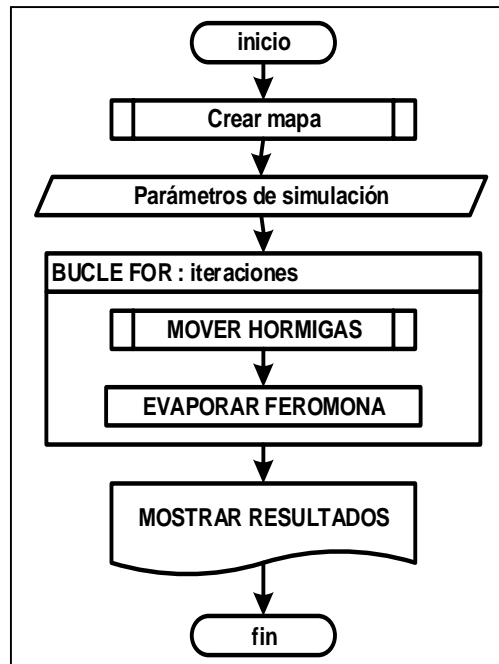 inicio
Crear mapa
Parámetros de simulación
BUCLE FOR : iteraciones
MOVER HORMIGAS
EVAPORAR FEROMONA
MOSTRAR RESULTADOS
fin